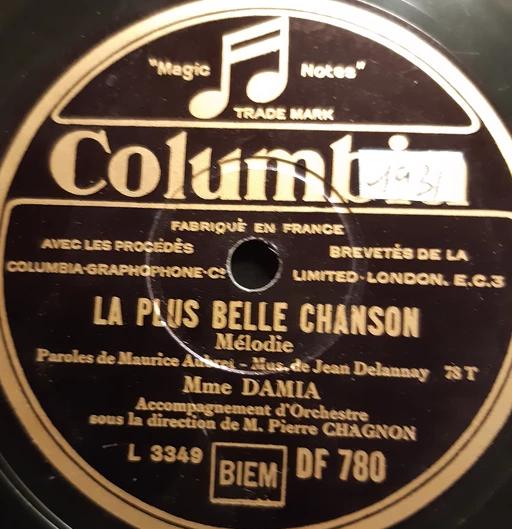 "Magic Notes"
TRADE MARK
Columbia
1931
FABRIQUÉ EN FRANCE
AVEC LES PROCÉDÉS BREVETÉS DE LA
COLUMBIA·GRAPHOPHONE·Cº LIMITED·LONDON. E.C.3
LA PLUS BELLE CHANSON
Mélodie
Paroles de Maurice Aubret - Mus. de Jean Delannay 78 T
Mme DAMIA
Accompagnement d'Orchestre
sous la direction de M. Pierre CHAGNON
L 3349 BIEM DF 780